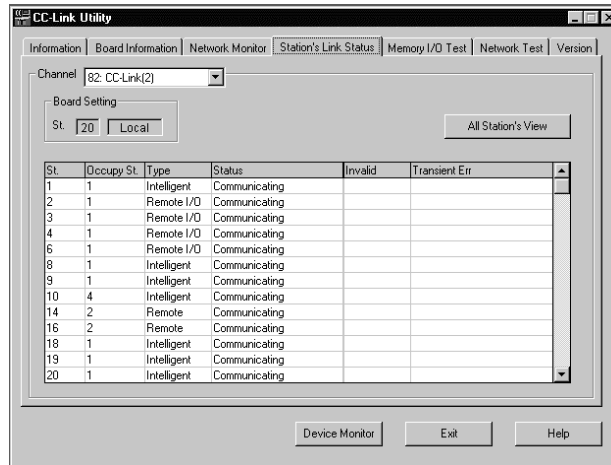 CC-Link Utility
Information Board Information Network Monitor Station's Link Status Memory I/O Test Network Test Version
Channel 82: CC-Link(2)
Board Setting
St. 20 Local
All Station's View
St. Occupy St. Type Status Invalid Transient Err
1 1 Intelligent Communicating
2 1 Remote I/O Communicating
3 1 Remote I/O Communicating
4 1 Remote I/O Communicating
6 1 Remote I/O Communicating
8 1 Intelligent Communicating
9 1 Intelligent Communicating
10 4 Intelligent Communicating
14 2 Remote Communicating
16 2 Remote Communicating
18 1 Intelligent Communicating
19 1 Intelligent Communicating
20 1 Intelligent Communicating
Device Monitor Exit Help